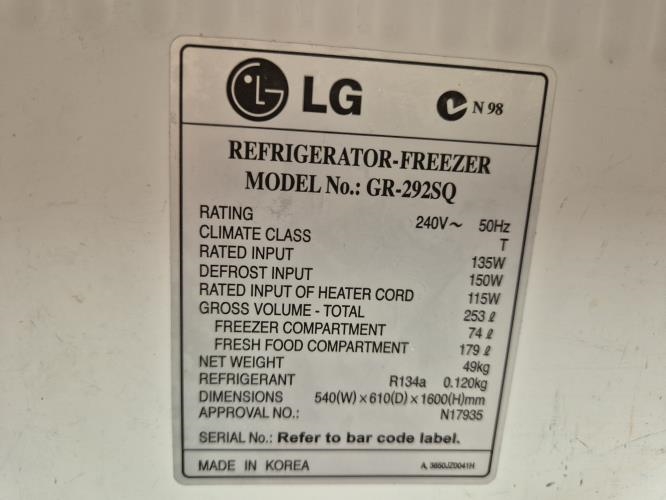 LG
N 98
REFRIGERATOR-FREEZER
MODEL No.: GR-292SQ
RATING 240V～ 50Hz
CLIMATE CLASS T
RATED INPUT 135W
DEFROST INPUT 150W
RATED INPUT OF HEATER CORD 115W
GROSS VOLUME - TOTAL 253 ℓ
FREEZER COMPARTMENT 74 ℓ
FRESH FOOD COMPARTMENT 179 ℓ
NET WEIGHT 49kg
REFRIGERANT R134a 0.120kg
DIMENSIONS 540(W)×610(D)×1600(H)mm
APPROVAL NO.: N17935
SERIAL No.: Refer to bar code label.
MADE IN KOREA A, 3850JZ0041H